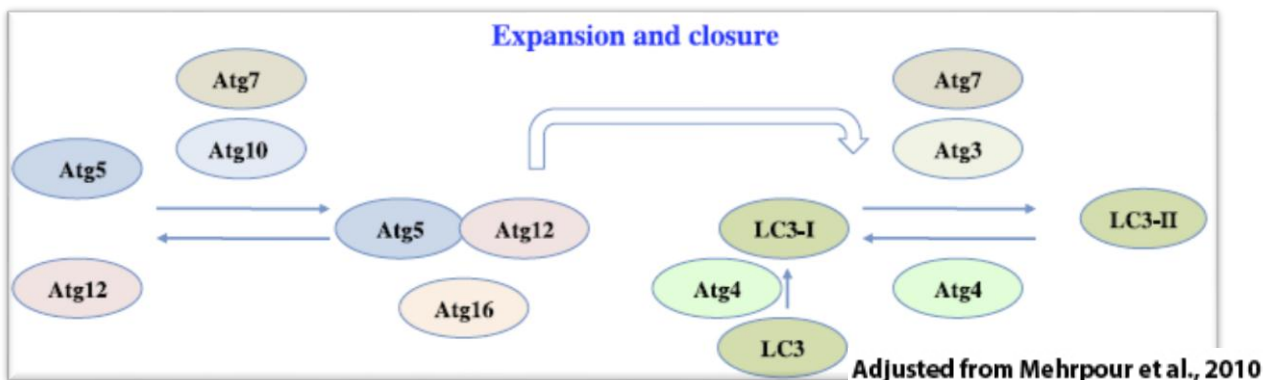 Expansion and closure
Atg7
Atg10
Atg5
Atg12
Atg5
Atg12
Atg16
Atg7
Atg3
LC3-I
LC3-II
Atg4
Atg4
LC3
Adjusted from Mehrpour et al., 2010